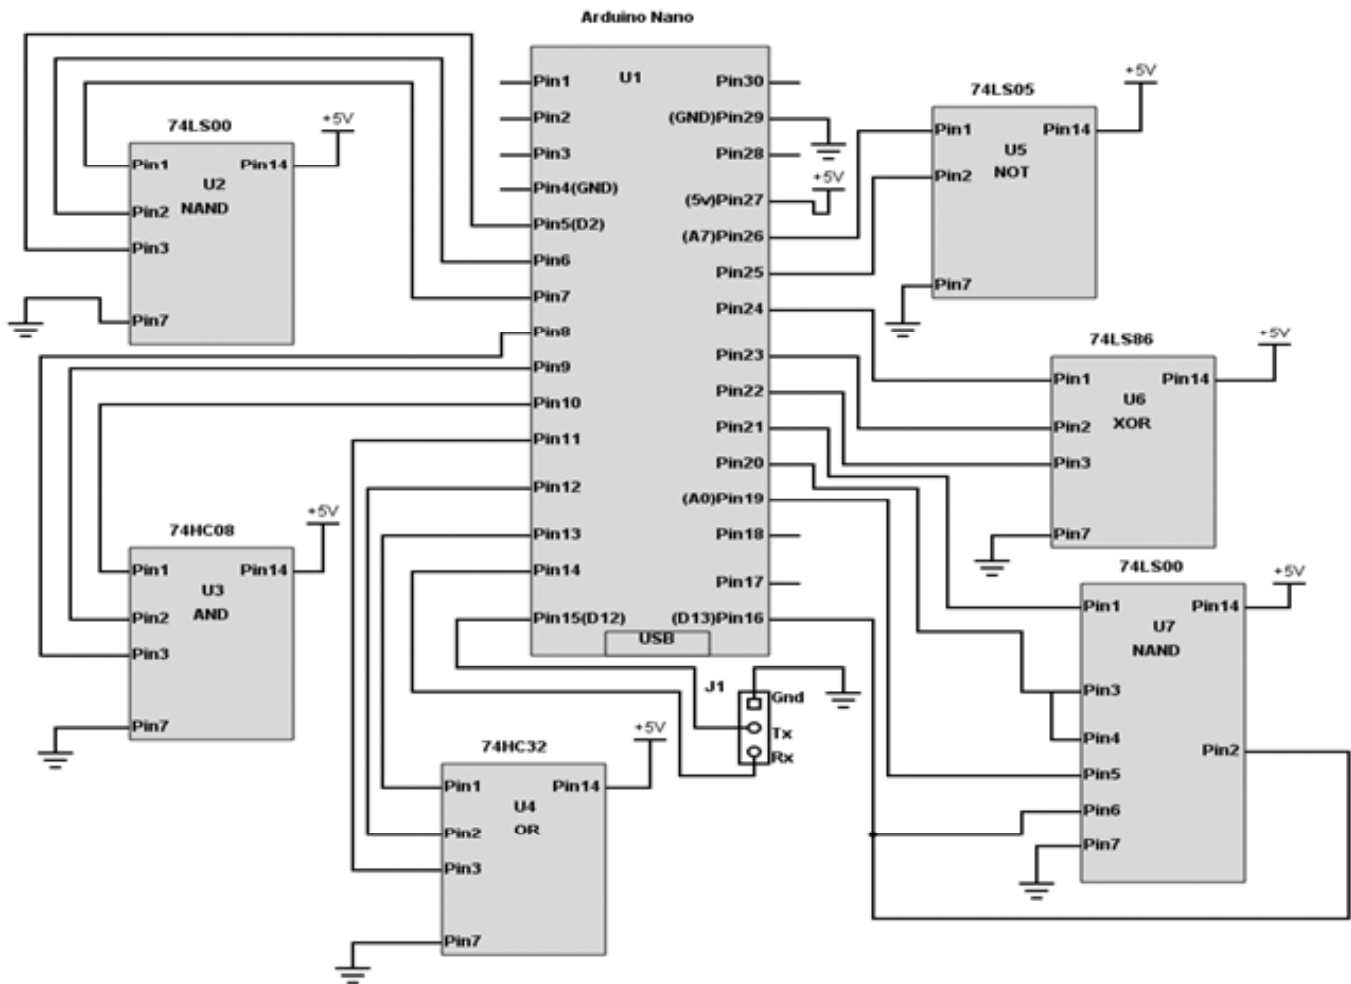 Arduino Nano
U1
Pin1
Pin2
Pin3
Pin4(GND)
Pin5(D2)
Pin6
Pin7
Pin8
Pin9
Pin10
Pin11
Pin12
Pin13
Pin14
Pin15(D12)
Pin30
(GND)Pin29
Pin28
+5V
(5v)Pin27
(A7)Pin26
Pin25
Pin24
Pin23
Pin22
Pin21
Pin20
(A0)Pin19
Pin18
Pin17
(D13)Pin16
USB
74LS00
+5V
Pin1
Pin14
U2
NAND
Pin2
Pin3
Pin7
74HC08
+5V
Pin1
Pin14
U3
AND
Pin2
Pin3
Pin7
74HC32
+5V
Pin1
Pin14
U4
OR
Pin2
Pin3
Pin7
J1
Gnd
Tx
Rx
74LS05
+5V
Pin1
Pin14
U5
NOT
Pin2
Pin7
74LS86
+5V
Pin1
Pin14
U6
XOR
Pin2
Pin3
Pin7
74LS00
+5V
Pin1
Pin14
U7
NAND
Pin3
Pin4
Pin2
Pin5
Pin6
Pin7